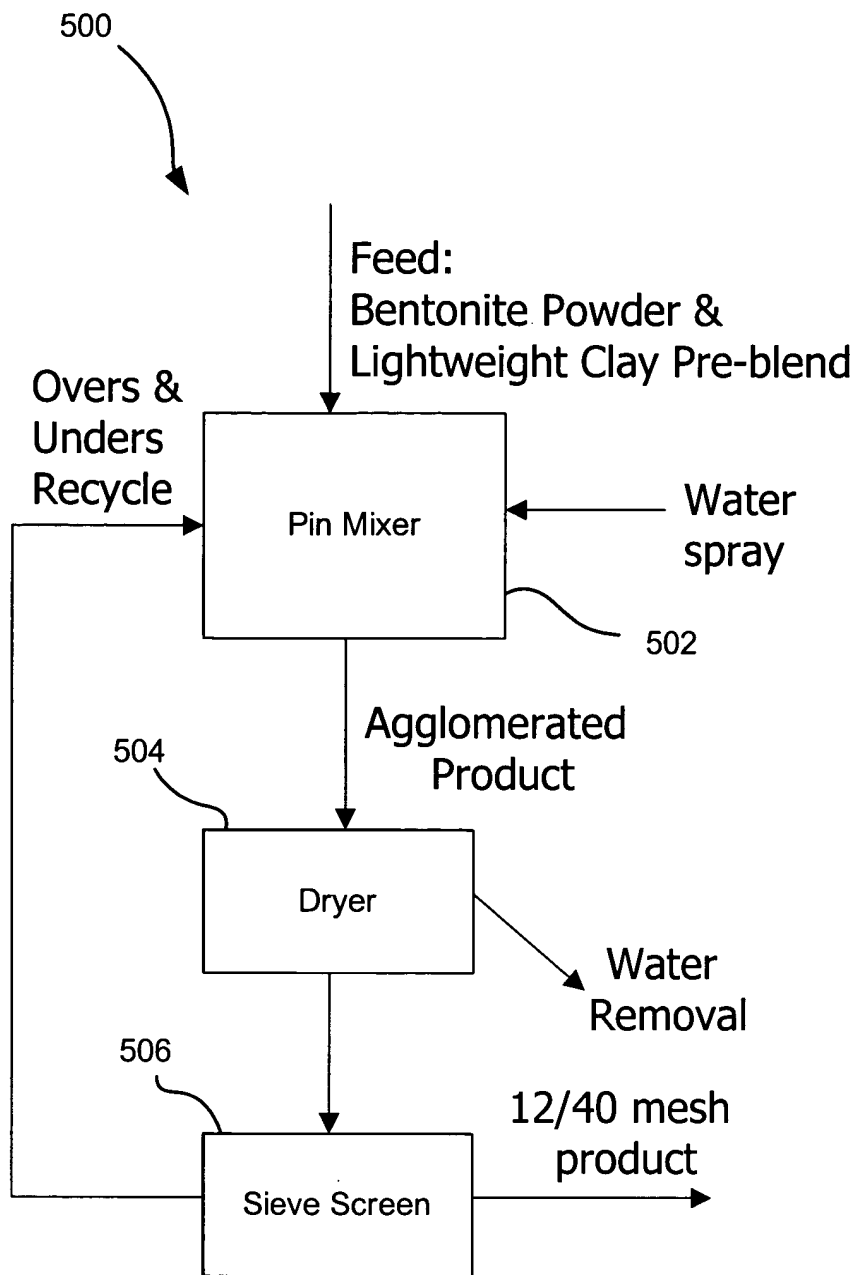 500
Feed:
Bentonite Powder &
Lightweight Clay Pre-blend
Overs &
Unders
Recycle
Pin Mixer
Water
spray
502
Agglomerated
Product
504
Dryer
Water
Removal
506
12/40 mesh
product
Sieve Screen